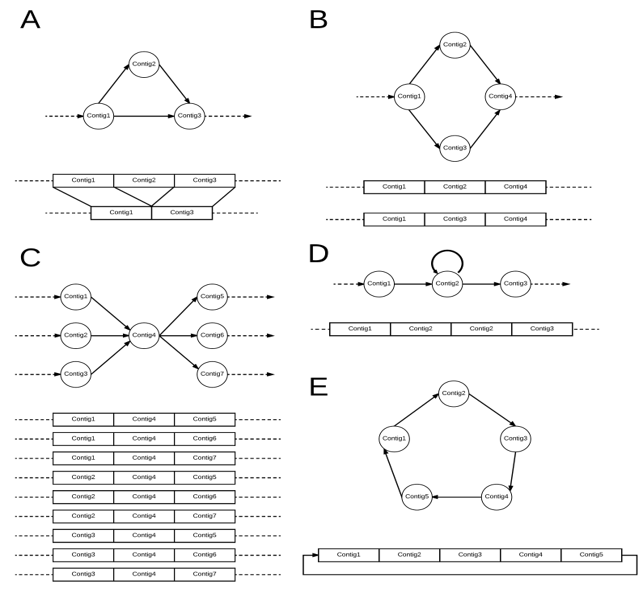 A
Contig2
Contig1
Contig3
Contig1 Contig2 Contig3
Contig1 Contig3
B
Contig2
Contig1
Contig4
Contig3
Contig1 Contig2 Contig4
Contig1 Contig3 Contig4
C
Contig1
Contig5
Contig2
Contig4
Contig6
Contig3
Contig7
Contig1 Contig4 Contig5
Contig1 Contig4 Contig6
Contig1 Contig4 Contig7
Contig2 Contig4 Contig5
Contig2 Contig4 Contig6
Contig2 Contig4 Contig7
Contig3 Contig4 Contig5
Contig3 Contig4 Contig6
Contig3 Contig4 Contig7
D
Contig1
Contig2
Contig3
Contig1 Contig2 Contig2 Contig3
E
Contig2
Contig1
Contig3
Contig5
Contig4
Contig1 Contig2 Contig3 Contig4 Contig5